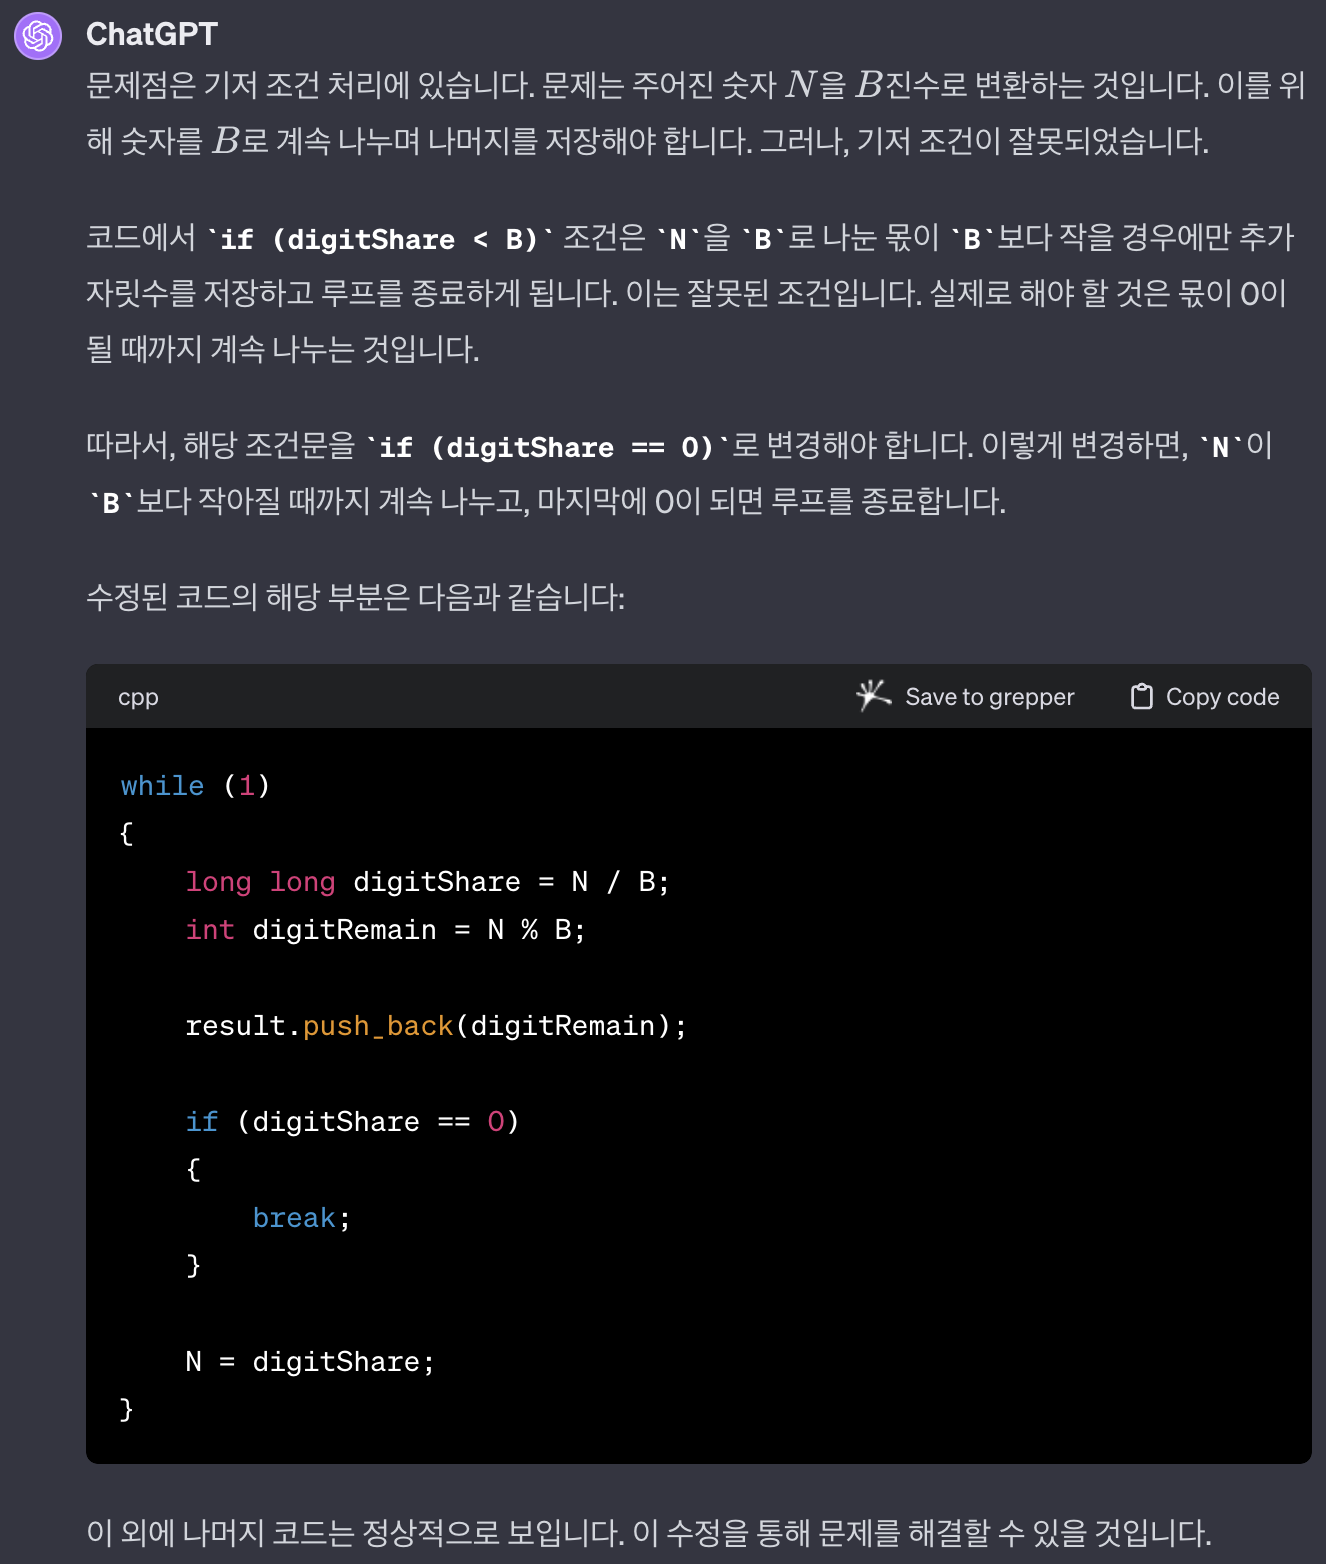 ChatGPT
문제점은 기저 조건 처리에 있습니다. 문제는 주어진 숫자 N을 B진수로 변환하는 것입니다. 이를 위
해 숫자를 B로 계속 나누며 나머지를 저장해야 합니다. 그러나, 기저 조건이 잘못되었습니다.
코드에서 `if (digitShare < B)` 조건은 `N`을 `B`로 나눈 몫이 `B`보다 작을 경우에만 추가
자릿수를 저장하고 루프를 종료하게 됩니다. 이는 잘못된 조건입니다. 실제로 해야 할 것은 몫이 0이
될 때까지 계속 나누는 것입니다.
따라서, 해당 조건문을 `if (digitShare == 0)`로 변경해야 합니다. 이렇게 변경하면, `N`이
`B`보다 작아질 때까지 계속 나누고, 마지막에 0이 되면 루프를 종료합니다.
수정된 코드의 해당 부분은 다음과 같습니다:
cpp Save to grepper Copy code
while (1)
{
    long long digitShare = N / B;
    int digitRemain = N % B;
    result.push_back(digitRemain);
    if (digitShare == 0)
    {
        break;
    }
    N = digitShare;
}
이 외에 나머지 코드는 정상적으로 보입니다. 이 수정을 통해 문제를 해결할 수 있을 것입니다.